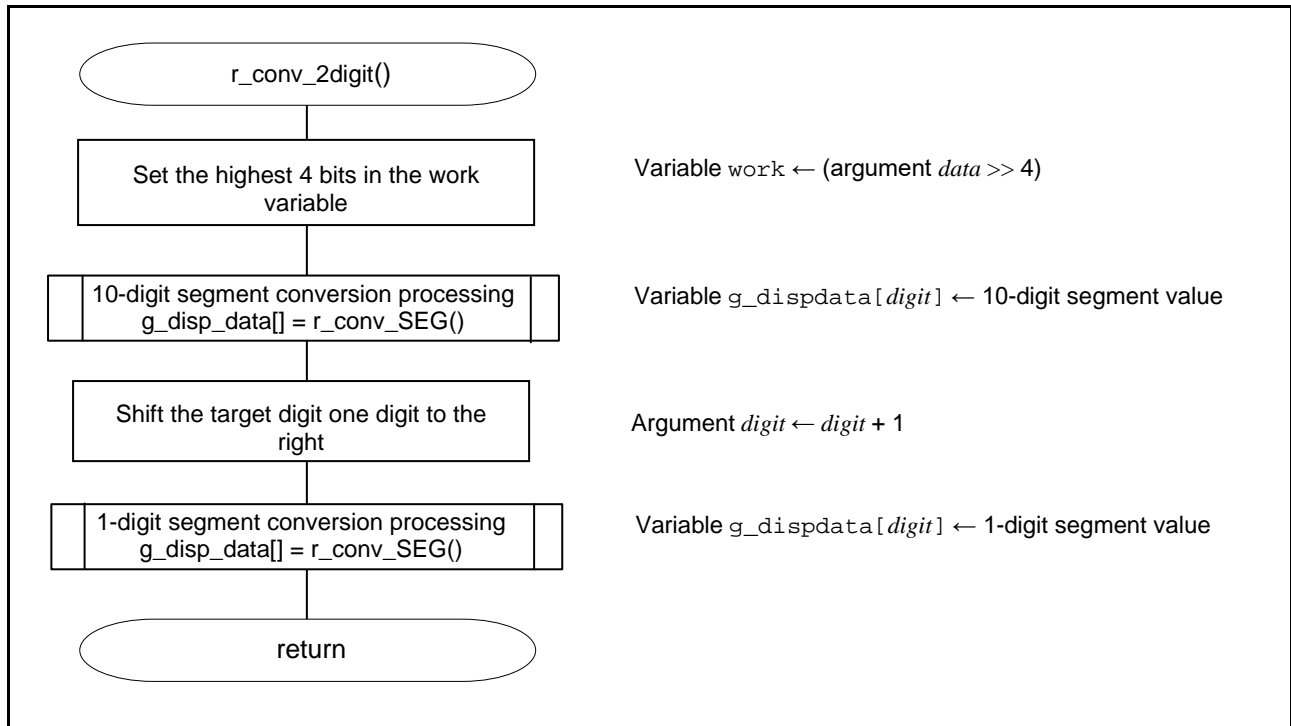 r_conv_2digit()
Set the highest 4 bits in the work
variable
Variable work ← (argument data >> 4)
10-digit segment conversion processing
g_disp_data[] = r_conv_SEG()
Variable g_dispdata[digit] ← 10-digit segment value
Shift the target digit one digit to the
right
Argument digit ← digit + 1
1-digit segment conversion processing
g_disp_data[] = r_conv_SEG()
Variable g_dispdata[digit] ← 1-digit segment value
return